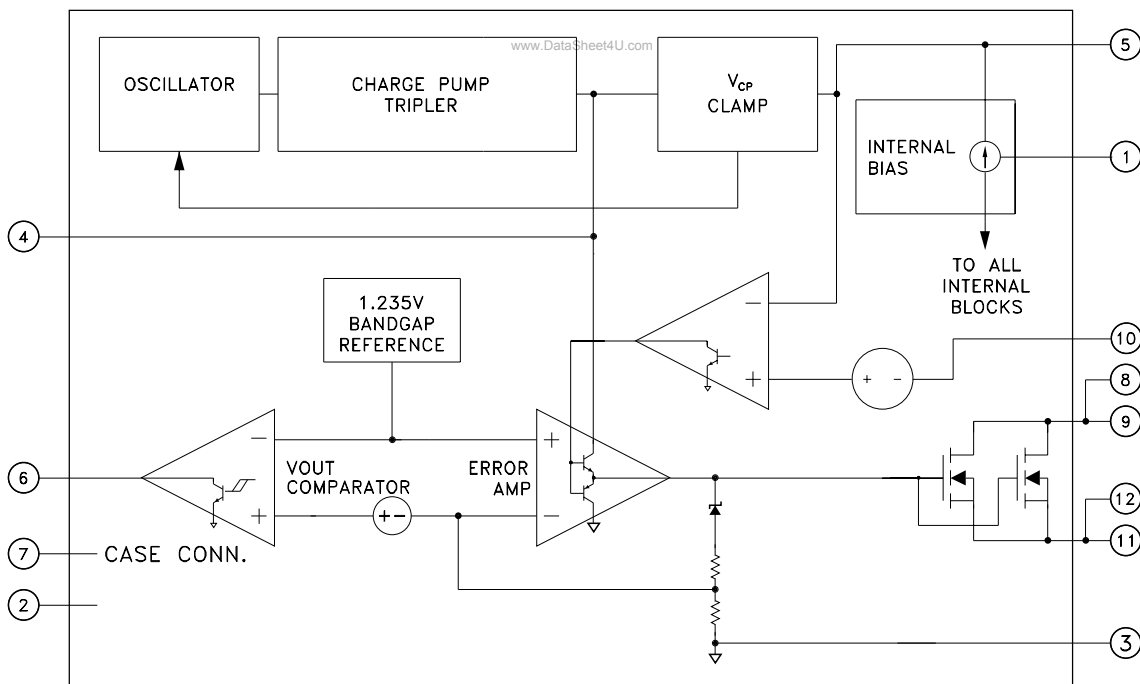 www.DataSheet4U.com
5
OSCILLATOR
CHARGE PUMP
TRIPLER
VCP
CLAMP
INTERNAL
BIAS
1
4
TO ALL
INTERNAL
BLOCKS
1.235V
BANDGAP
REFERENCE
−
+
+ -
10
8
9
−
+
VOUT
COMPARATOR
+-
ERROR
AMP
+
−
6
12
11
7
CASE CONN.
2
3